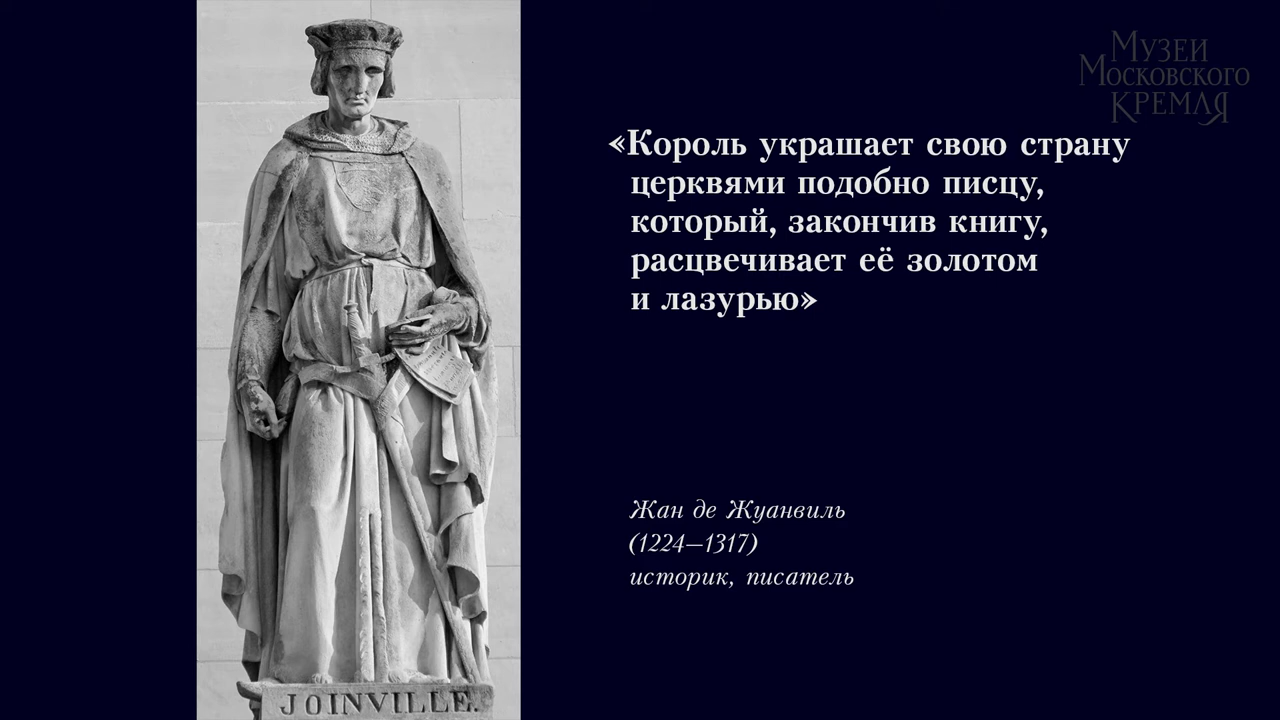 Музеи
Московского
Кремля
«Король украшает свою страну
церквями подобно писцу,
который, закончив книгу,
расцвечивает её золотом
и лазурью»
Жан де Жуанвиль
(1224–1317)
историк, писатель
JOINVILLE.